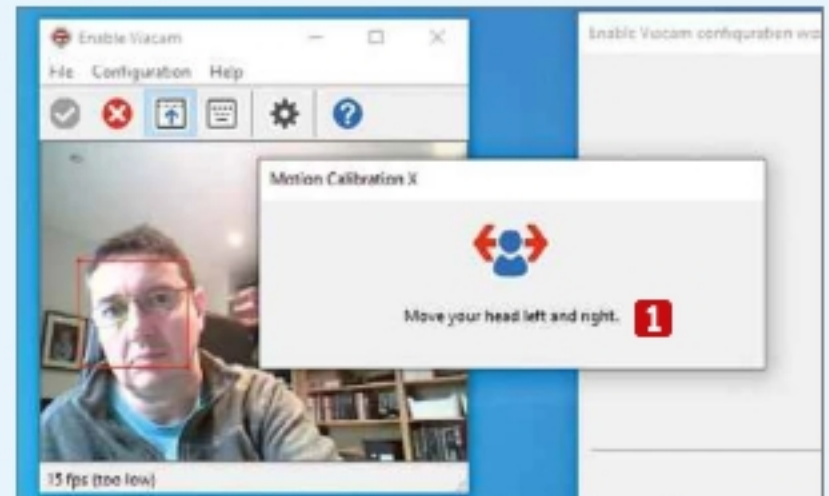 Enable Viacam
File Configuration Help
Enable Viacam configuration
Motion Calibration X
Move your head left and right.
1
15 fps (too low)